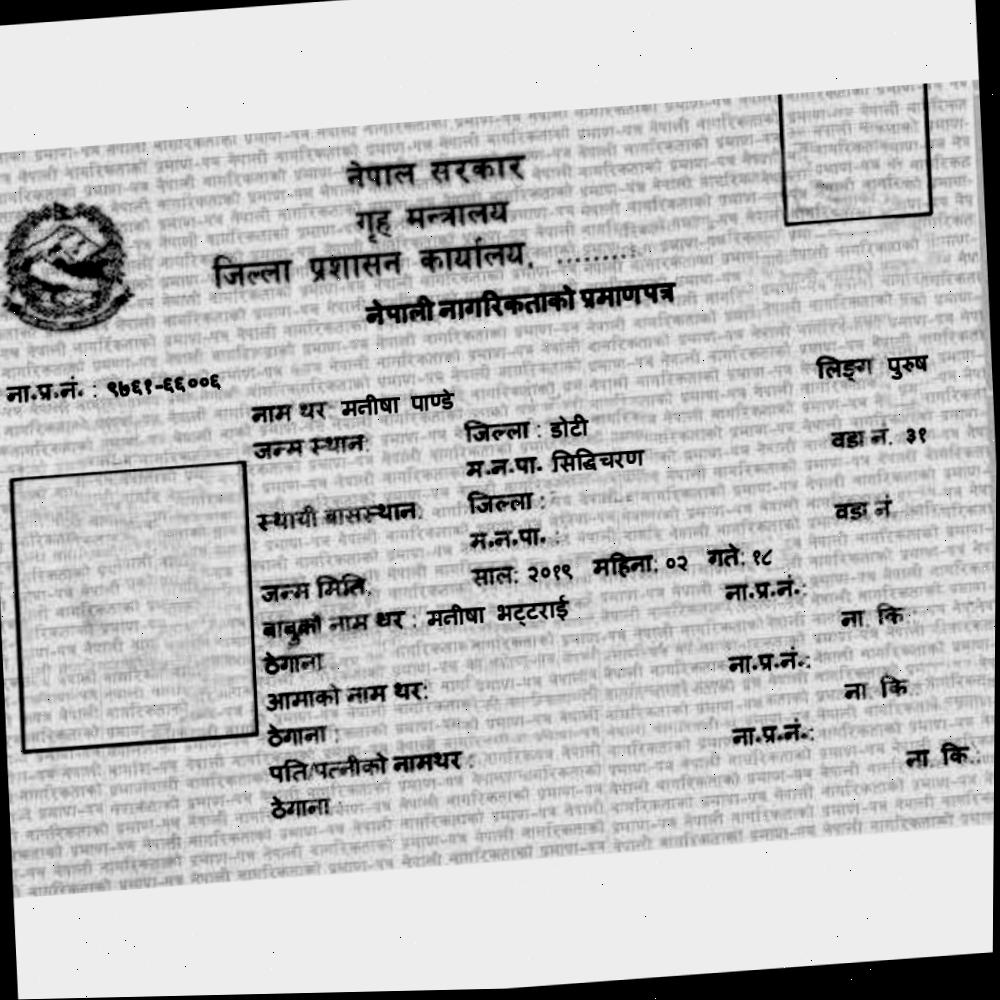 नेपाल सरकार
गृह मन्त्रालय
जिल्ला प्रशासन कार्यालय, .........
नेपाली नागरिकताको प्रमाणपत्र
ना.प्र.नं. : ९७६१-६६००६
लिङ्ग पुरुष
नाम थर मनीषा पाण्डे
जन्म स्थान: जिल्ला : डोटी
वडा नं. ३१
म.न.पा. सिद्धिचरण
स्थायी बासस्थान: जिल्ला :
वडा नं.
म.न.पा. :
जन्म मिति: साल: २०१९ महिना: ०२ गते: १८
बाबुको नाम थर : मनीषा भट्टराई
ना.प्र.नं.:
ठेगाना
ना कि :
आमाको नाम थर:
ना.प्र.नं.:
ठेगाना :
ना कि :
पति/पत्नीको नामथर :
ना.प्र.नं.:
ठेगाना :
ना कि :